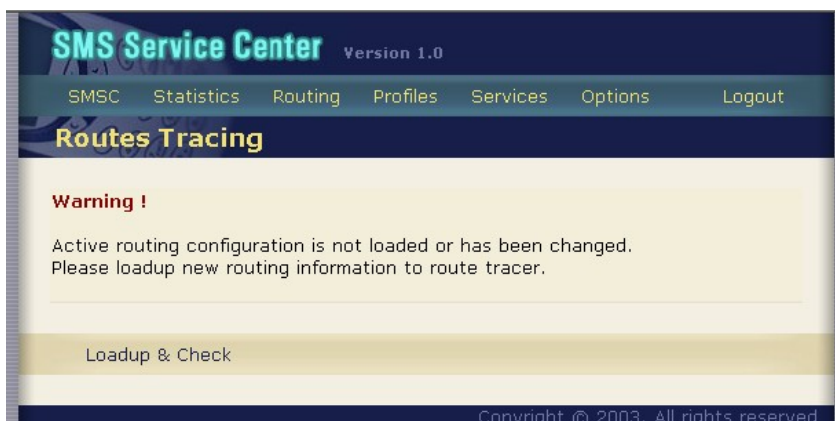 SMS Service Center Version 1.0
SMSC Statistics Routing Profiles Services Options Logout
Routes Tracing
Warning !
Active routing configuration is not loaded or has been changed.
Please loadup new routing information to route tracer.
Loadup & Check
Copyright © 2003. All rights reserved